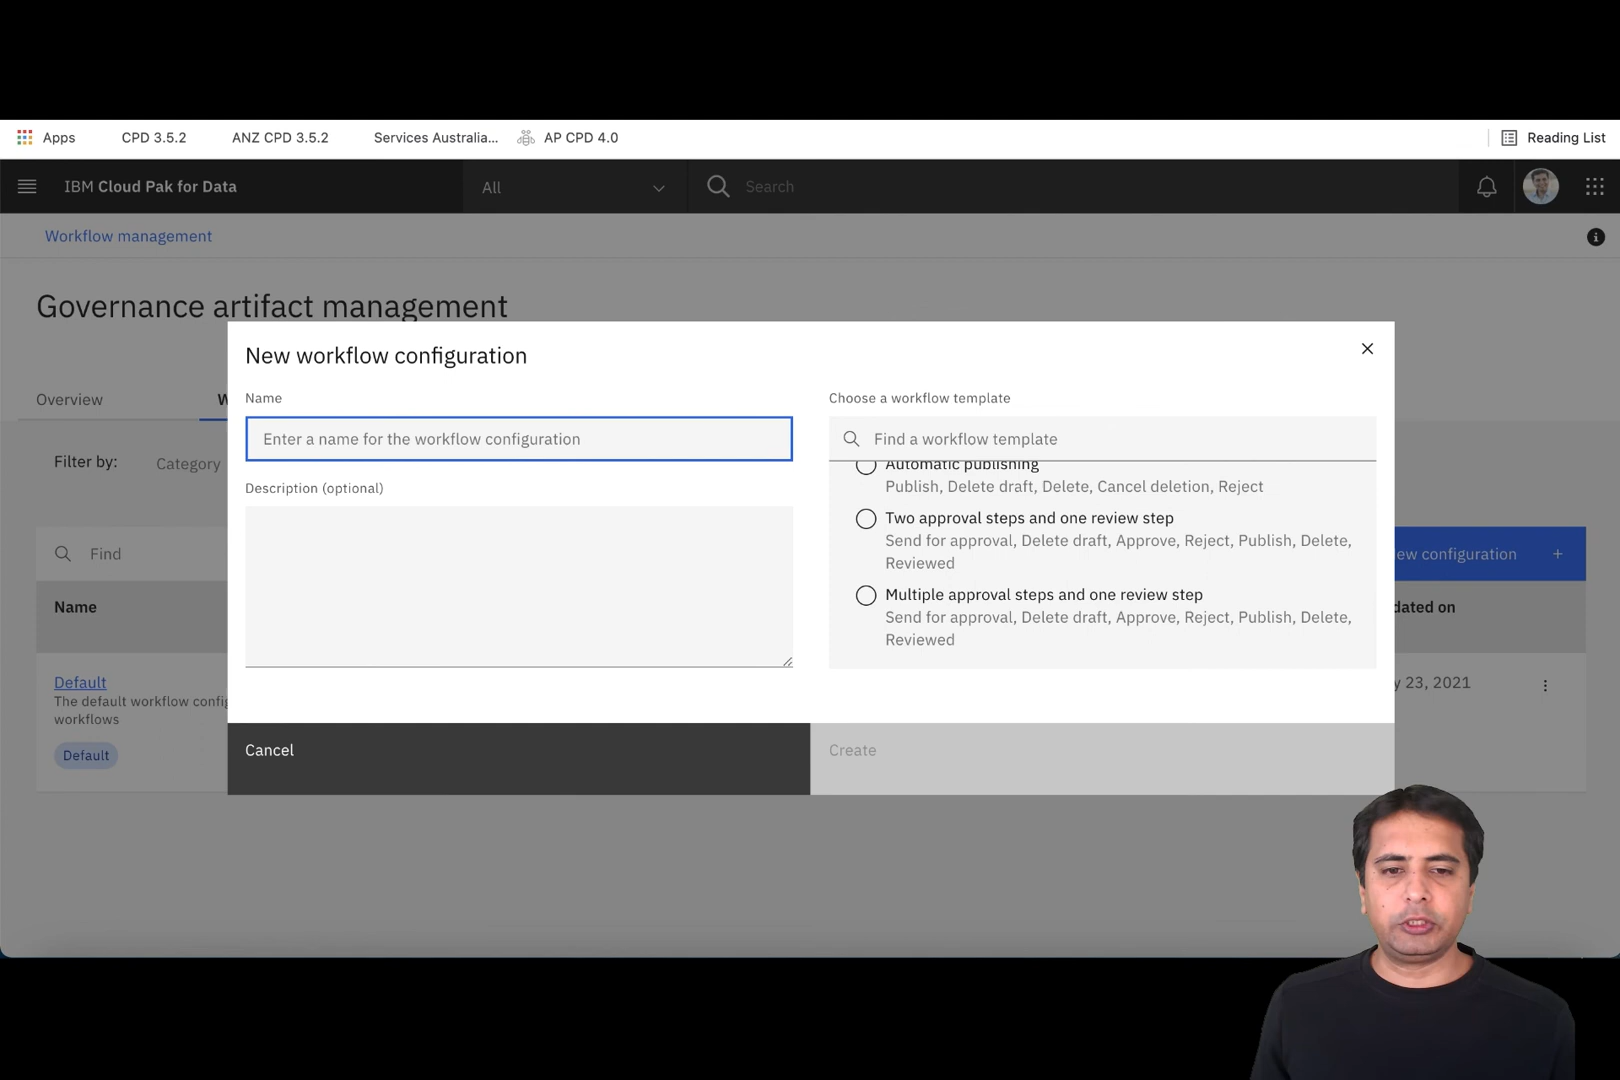 Apps CPD 3.5.2 ANZ CPD 3.5.2 Services Australia... AP CPD 4.0 Reading List
IBM Cloud Pak for Data All Search
Workflow management
Governance artifact management
New workflow configuration
Overview W
Name
Enter a name for the workflow configuration
Description (optional)
Choose a workflow template
Find a workflow template
Automatic publishing
Publish, Delete draft, Delete, Cancel deletion, Reject
Two approval steps and one review step
Send for approval, Delete draft, Approve, Reject, Publish, Delete,
Reviewed
Multiple approval steps and one review step
Send for approval, Delete draft, Approve, Reject, Publish, Delete,
Reviewed
Cancel Create
Filter by: Category
Find ew configuration +
Name dated on
Default y 23, 2021
The default workflow config
workflows
Default